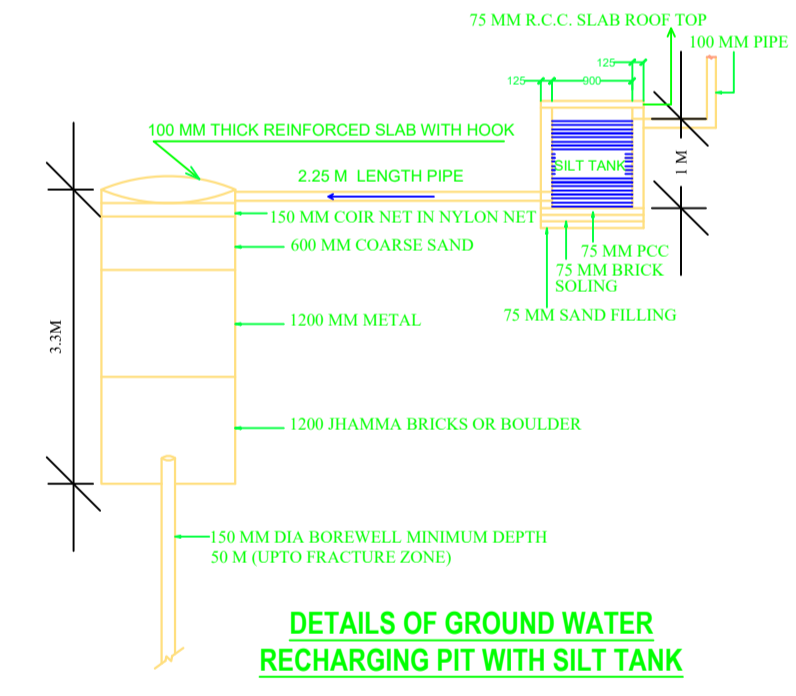 75 MM R.C.C. SLAB ROOF TOP
100 MM PIPE
125
125
900
100 MM THICK REINFORCED SLAB WITH HOOK
SILT TANK
1 M
2.25 M LENGTH PIPE
150 MM COIR NET IN NYLON NET
600 MM COARSE SAND
75 MM PCC
75 MM BRICK
SOLING
75 MM SAND FILLING
1200 MM METAL
3.3M
1200 JHAMMA BRICKS OR BOULDER
150 MM DIA BOREWELL MINIMUM DEPTH
50 M (UPTO FRACTURE ZONE)
DETAILS OF GROUND WATER
RECHARGING PIT WITH SILT TANK